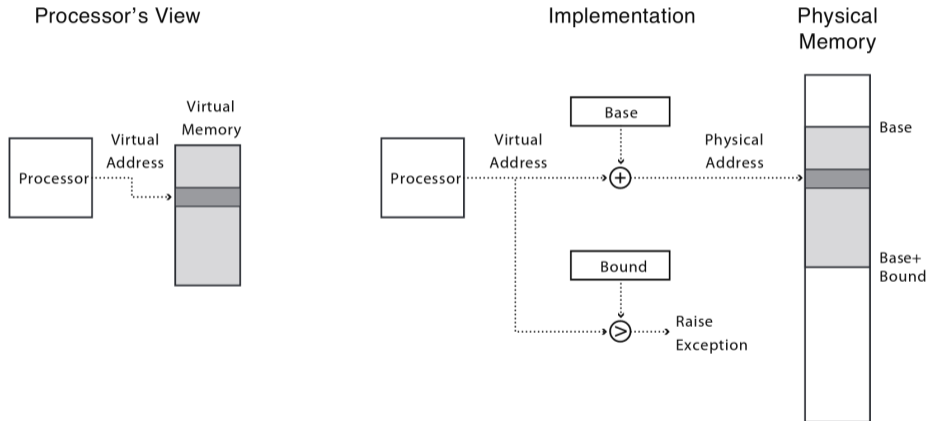 Processor's View
Virtual
Memory
Virtual
Address
Processor
Implementation
Base
Virtual
Address
Physical
Address
Processor
+
Bound
>
Raise
Exception
Physical
Memory
Base
Base+
Bound